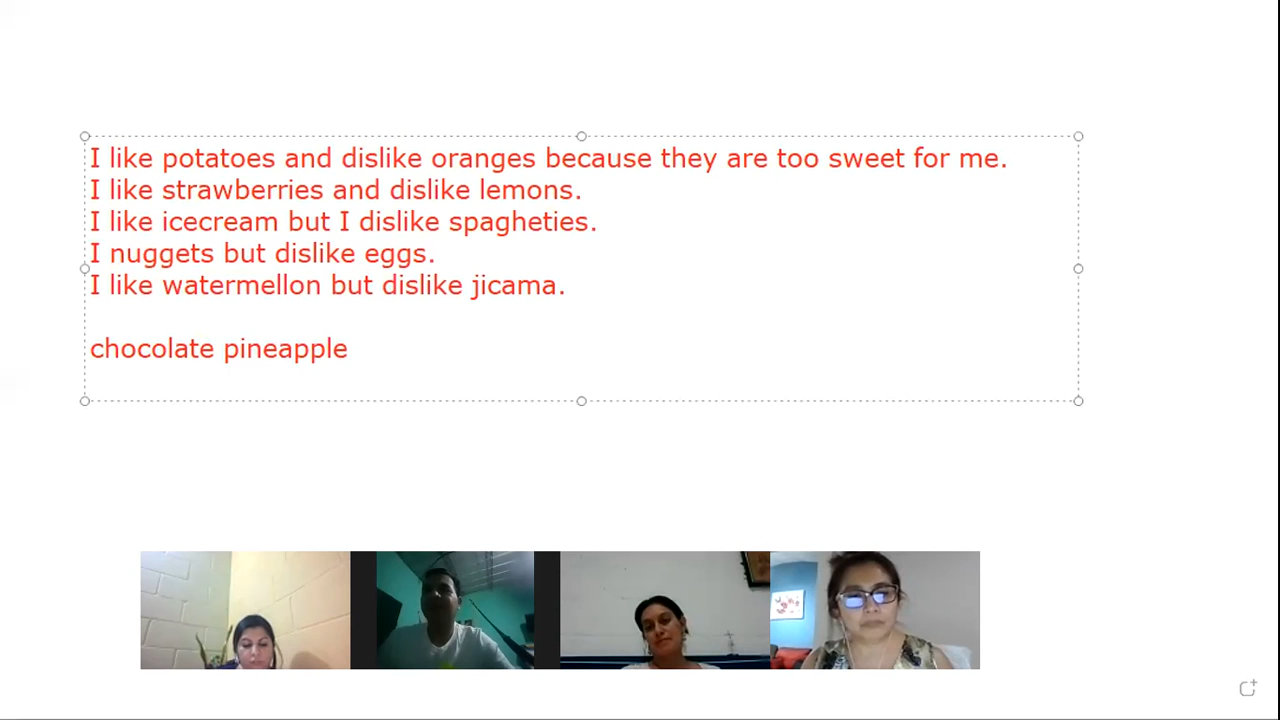 I like potatoes and dislike oranges because they are too sweet for me.
I like strawberries and dislike lemons.
I like icecream but I dislike spagheties.
I nuggets but dislike eggs.
I like watermellon but dislike jicama.
chocolate pineapple